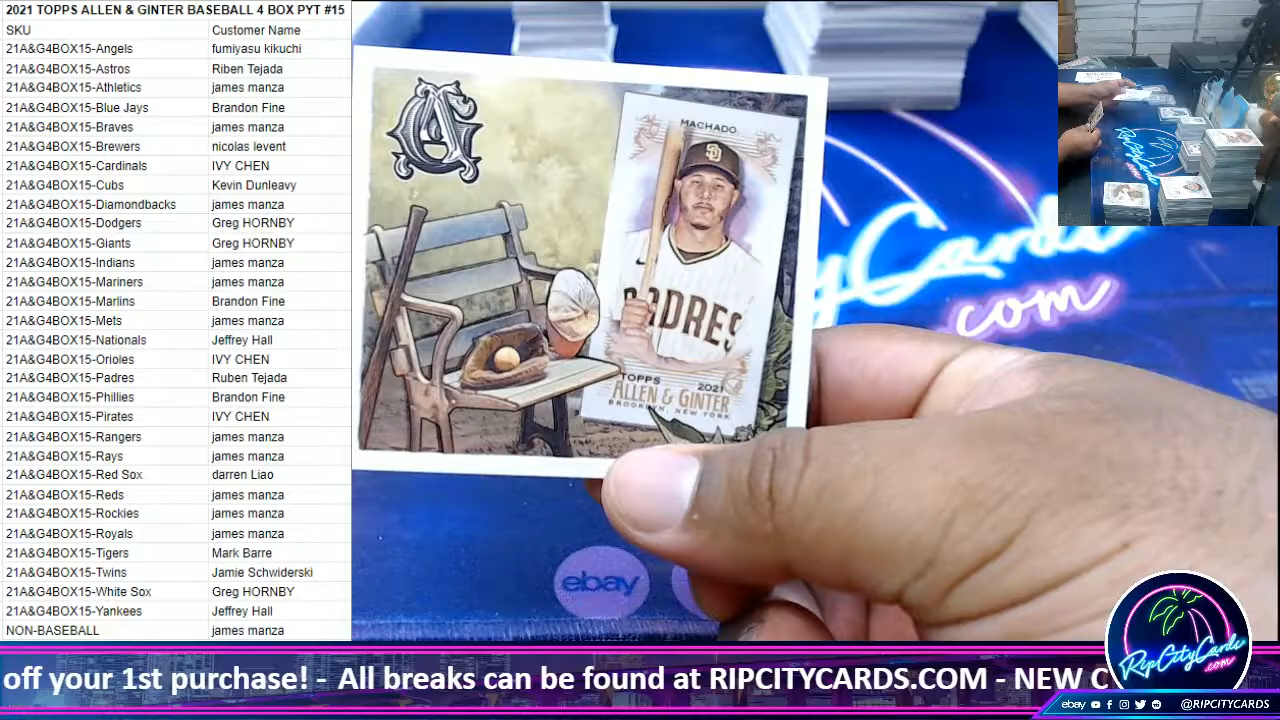 2021 TOPPS ALLEN & GINTER BASEBALL 4 BOX PYT #15
SKU Customer Name
21A&G4BOX15-Angels fumiyasu kikuchi
21A&G4BOX15-Astros Riben Tejada
21A&G4BOX15-Athletics james manza
21A&G4BOX15-Blue Jays Brandon Fine
21A&G4BOX15-Braves james manza
21A&G4BOX15-Brewers nicolas levent
21A&G4BOX15-Cardinals IVY CHEN
21A&G4BOX15-Cubs Kevin Dunleavy
21A&G4BOX15-Diamondbacks james manza
21A&G4BOX15-Dodgers Greg HORNBY
21A&G4BOX15-Giants Greg HORNBY
21A&G4BOX15-Indians james manza
21A&G4BOX15-Mariners james manza
21A&G4BOX15-Marlins Brandon Fine
21A&G4BOX15-Mets james manza
21A&G4BOX15-Nationals Jeffrey Hall
21A&G4BOX15-Orioles IVY CHEN
21A&G4BOX15-Padres Ruben Tejada
21A&G4BOX15-Phillies Brandon Fine
21A&G4BOX15-Pirates IVY CHEN
21A&G4BOX15-Rangers james manza
21A&G4BOX15-Rays james manza
21A&G4BOX15-Red Sox darren Liao
21A&G4BOX15-Reds james manza
21A&G4BOX15-Rockies james manza
21A&G4BOX15-Royals james manza
21A&G4BOX15-Tigers Mark Barre
21A&G4BOX15-Twins Jamie Schwiderski
21A&G4BOX15-White Sox Greg HORNBY
21A&G4BOX15-Yankees Jeffrey Hall
NON-BASEBALL james manza
AG
MACHADO
SD
PADRES
TOPPS 2021
ALLEN & GINTER
BROOKLYN, NEW YORK
yCards
.com
ebay
RipCityCards
RipCityCards
.com
off your 1st purchase! - All breaks can be found at RIPCITYCARDS.COM - NEW C
ebay @RIPCITYCARDS